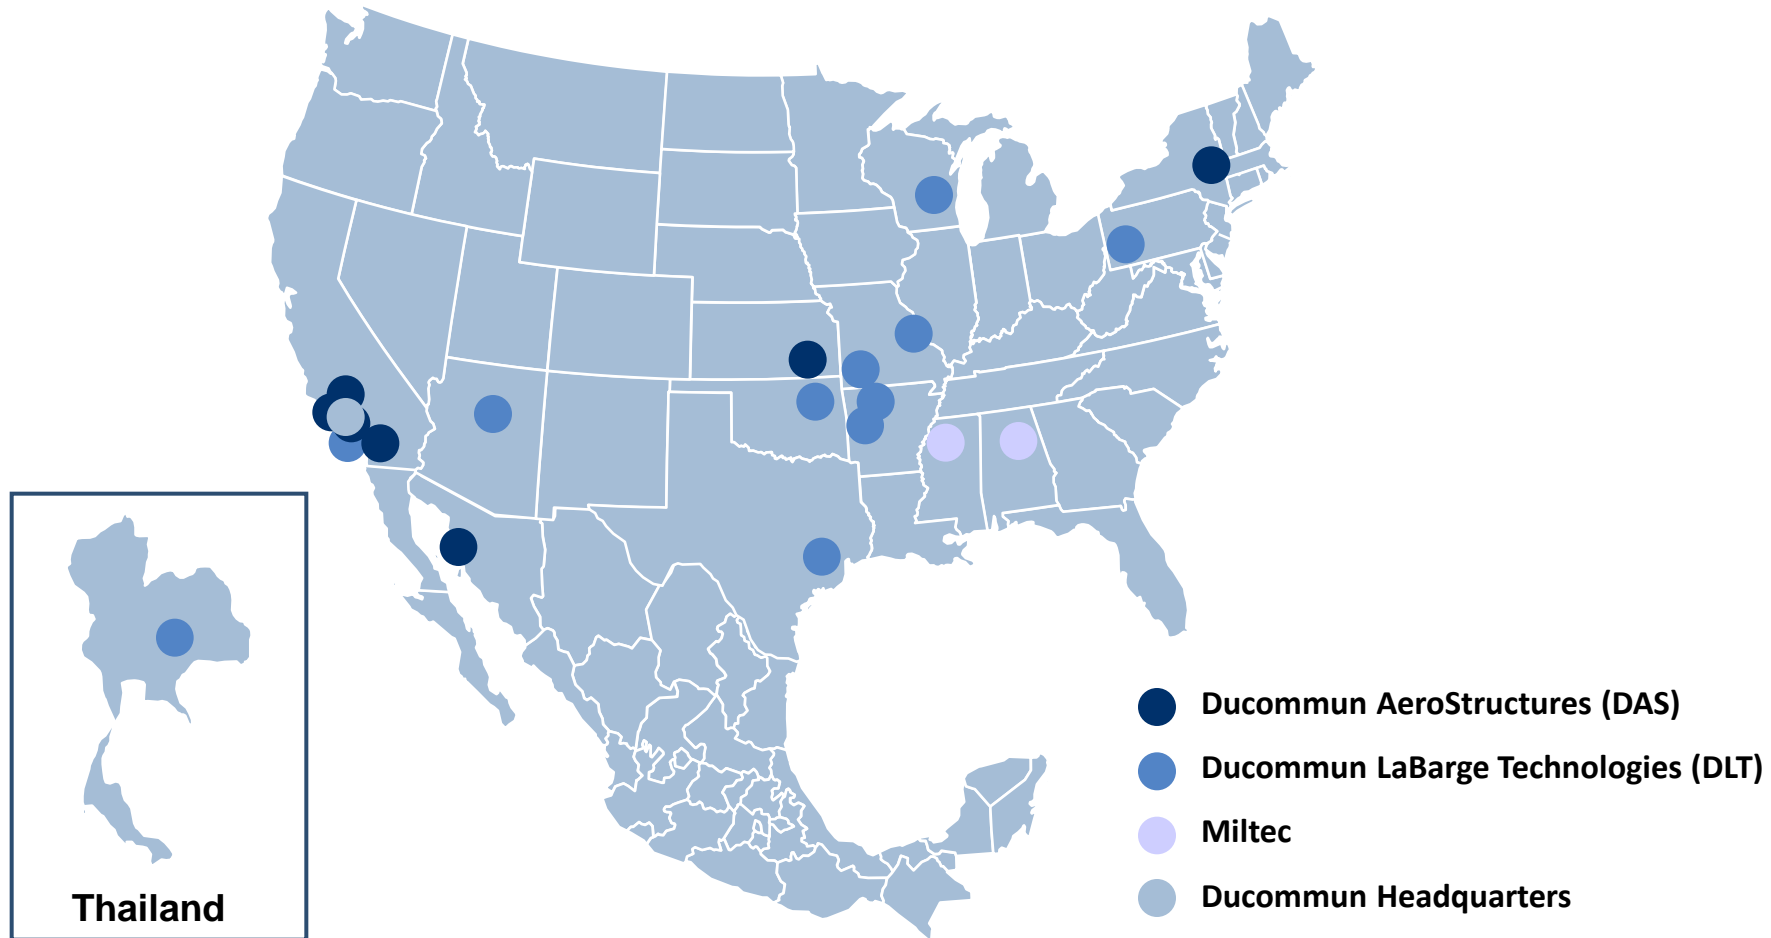 Thailand
Ducommun AeroStructures (DAS)
Ducommun LaBarge Technologies (DLT)
Miltec
Ducommun Headquarters